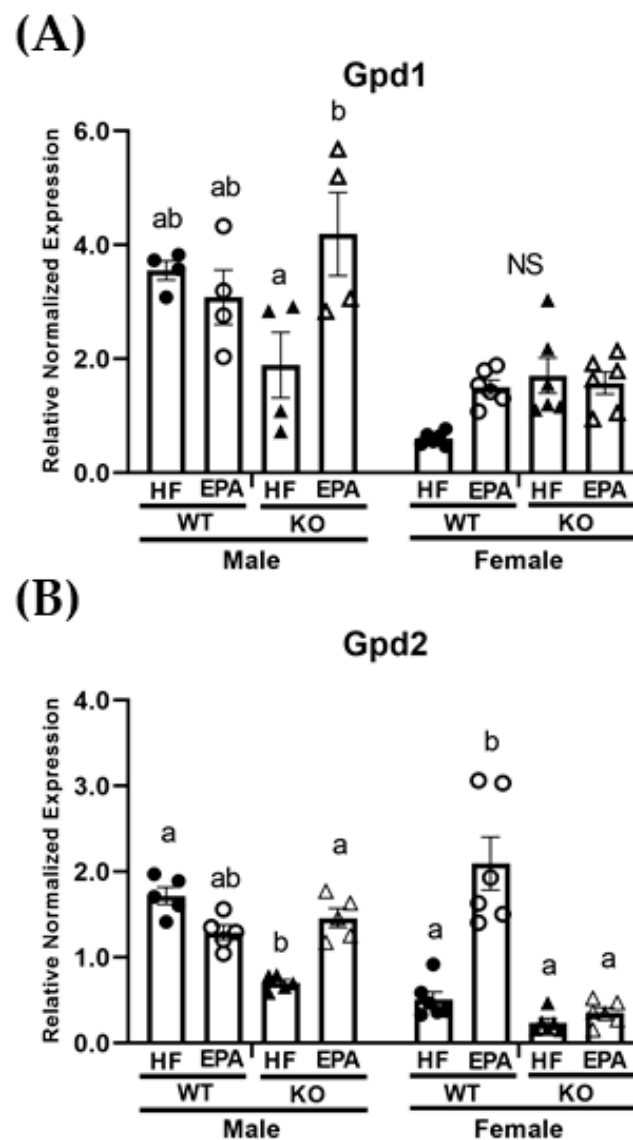 (A)
Gpd1
Relative Normalized Expression
6.0
4.0
2.0
0.0
ab
ab
a
b
NS
HF EPA HF EPA HF EPA HF EPA
WT KO WT KO
Male Female
(B)
Gpd2
Relative Normalized Expression
4.0
3.0
2.0
1.0
0.0
a
ab
b
a
a
b
a
a
HF EPA HF EPA HF EPA HF EPA
WT KO WT KO
Male Female